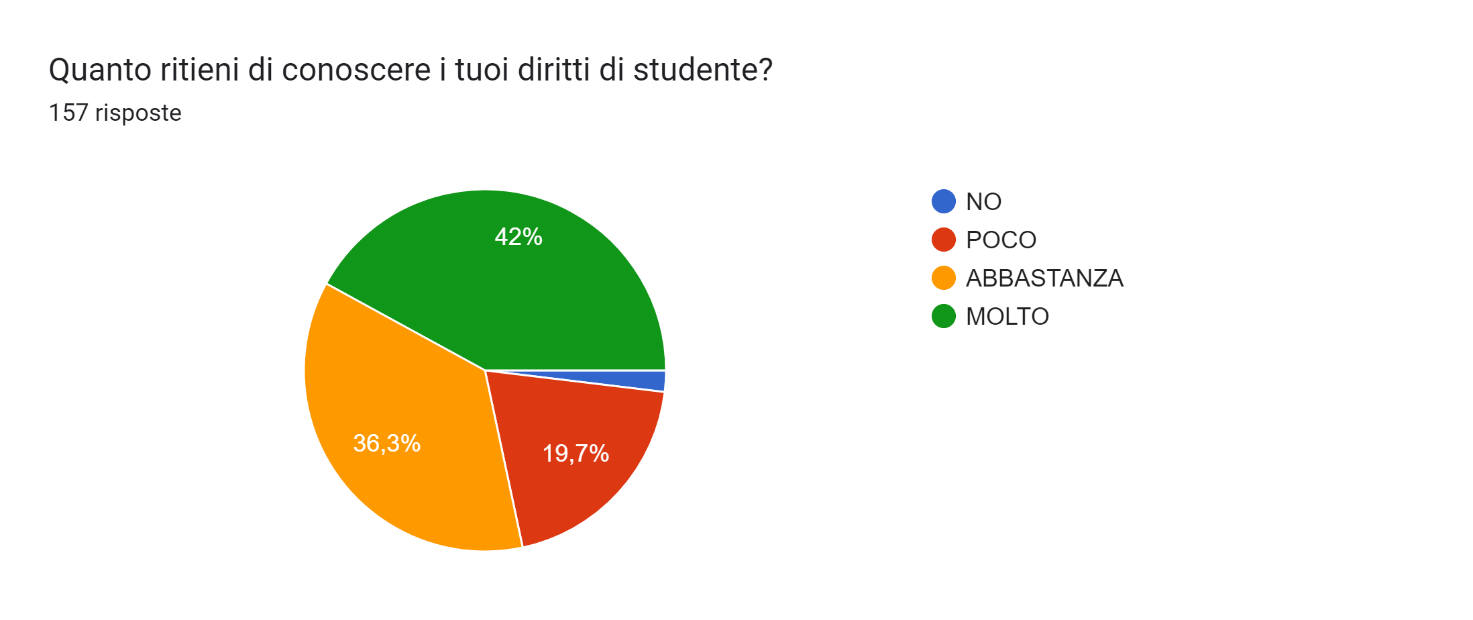 Quanto ritieni di conoscere i tuoi diritti di studente?
157 risposte
42%
36,3%
19,7%
NO
POCO
ABBASTANZA
MOLTO